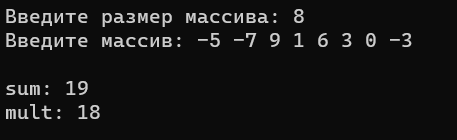 Введите размер массива: 8
Введите массив: -5 -7 9 1 6 3 0 -3
sum: 19
mult: 18